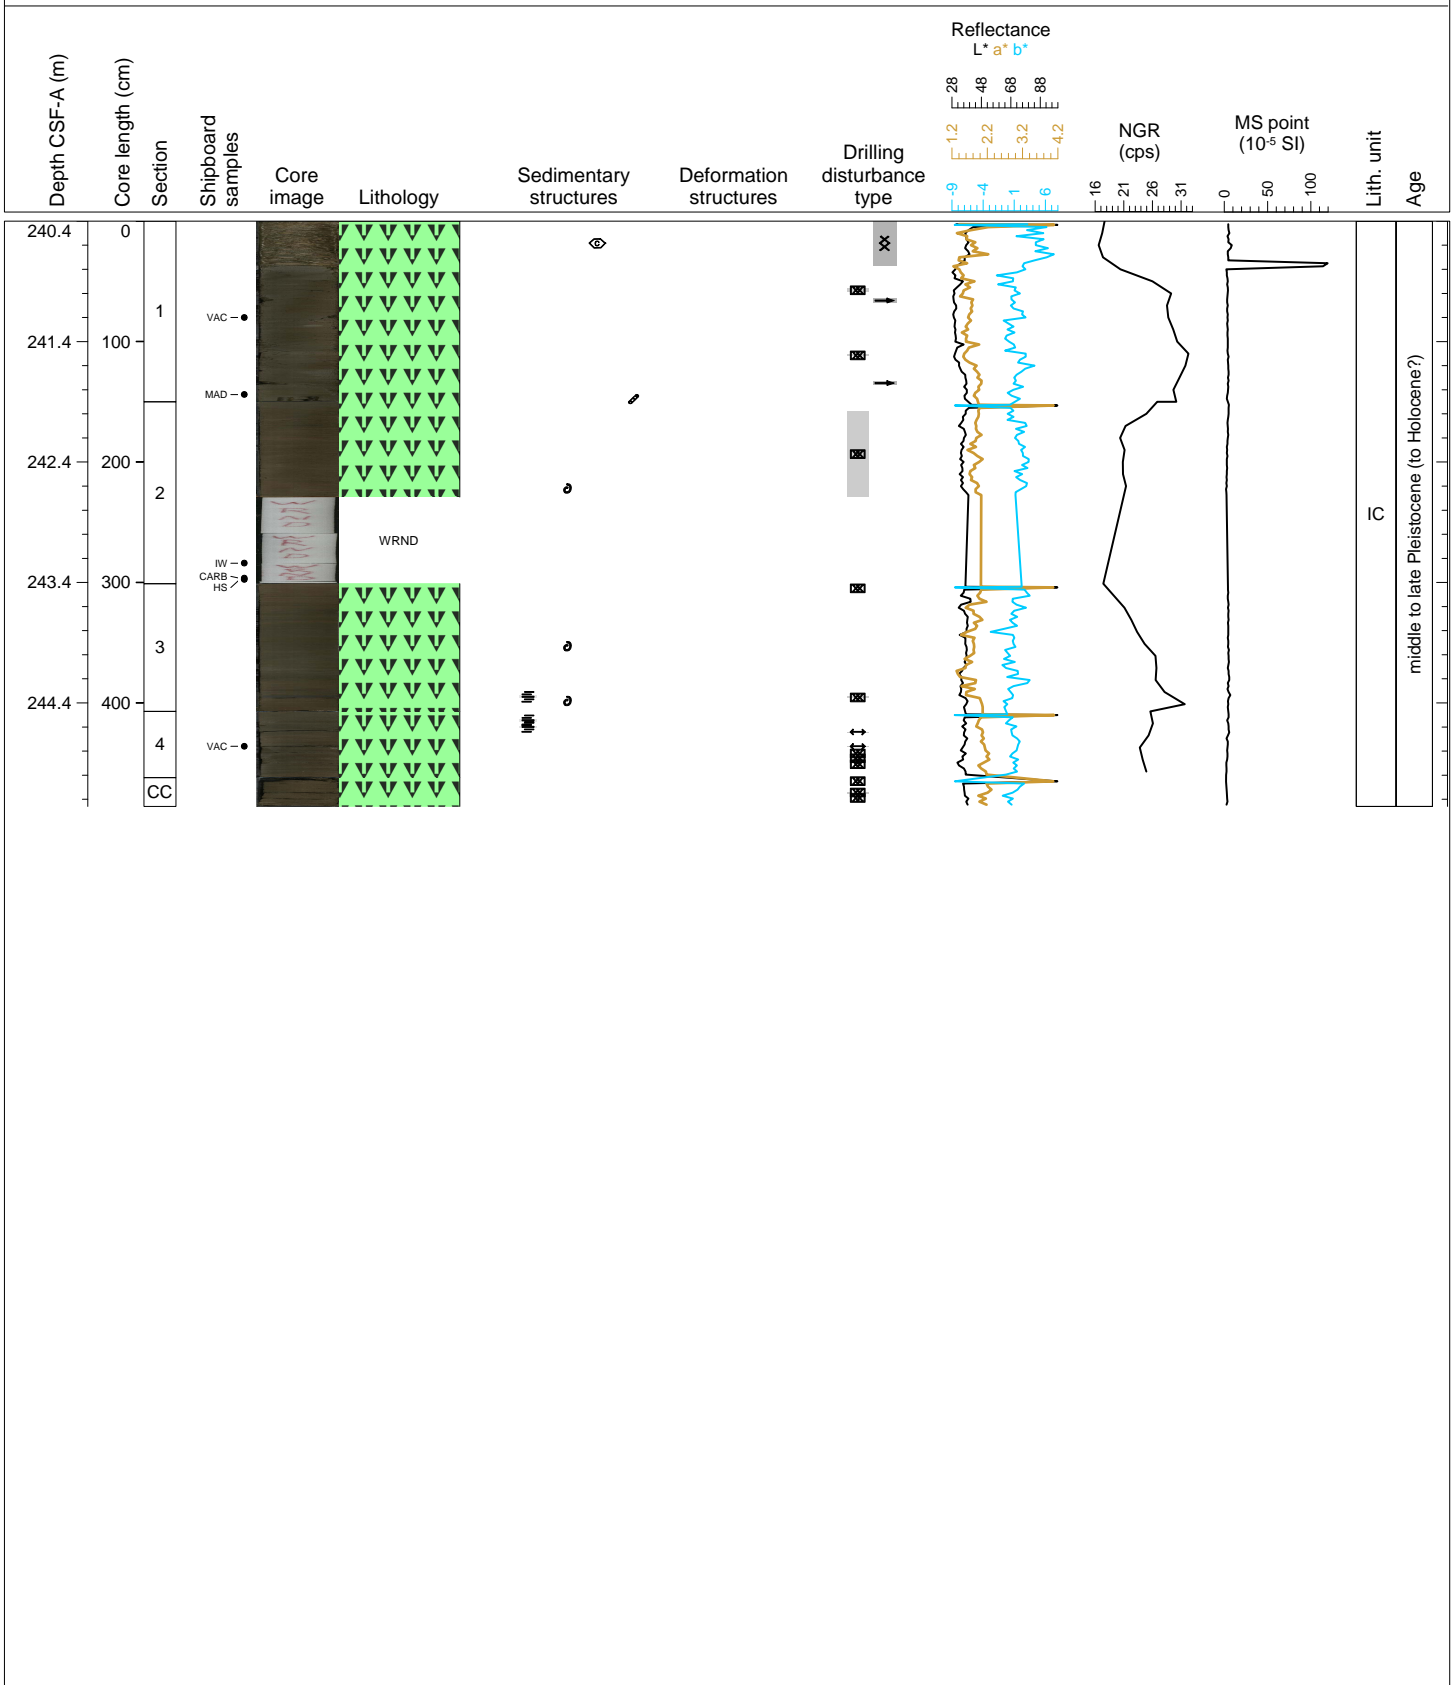 Reflectance
L* a* b*
28 48 68 88
1.2 2.2 3.2 4.2
-9 -4 1 6
Depth CSF-A (m)
Core length (cm)
Section
Shipboard
samples
Core
image
Lithology
Sedimentary
structures
Deformation
structures
Drilling
disturbance
type
NGR
(cps)
16 21 26 31
MS point
(10-5 SI)
0 50 100
Lith. unit
Age
240.4 0
1
VAC
241.4 100
MAD
242.4 200
2
WRND
IC
middle to late Pleistocene (to Holocene?)
IW
CARB
HS
243.4 300
3
244.4 400
4
VAC
CC